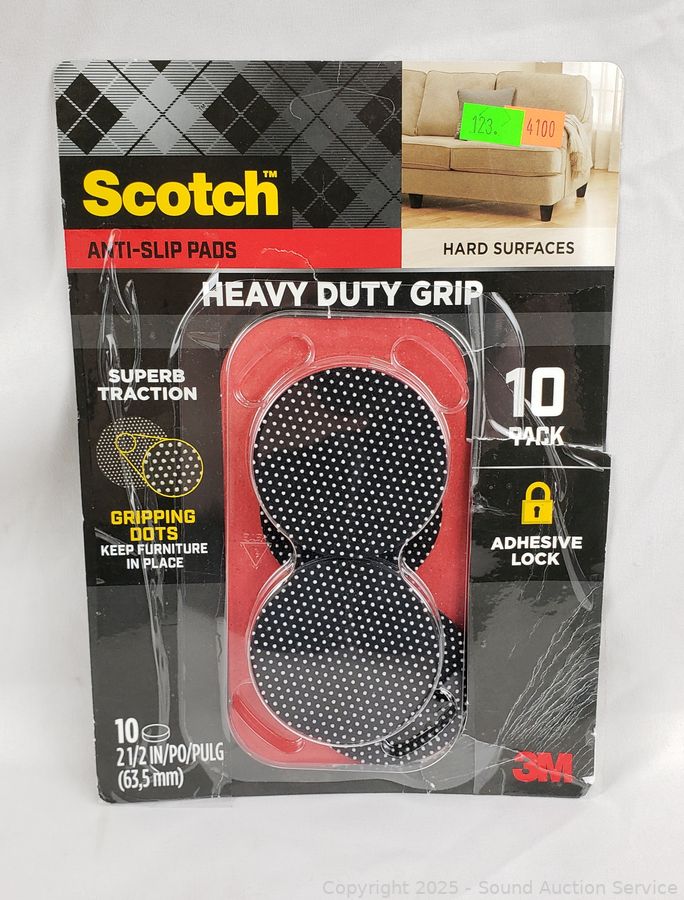 123.
4100
Scotch™
ANTI-SLIP PADS
HARD SURFACES
HEAVY DUTY GRIP
SUPERB
TRACTION
10
PACK
GRIPPING
DOTS
KEEP FURNITURE
IN PLACE
ADHESIVE
LOCK
10
2 1/2 IN/PO/PULG
(63,5 mm)
3M
Copyright © 2025 - Sound Auction Service